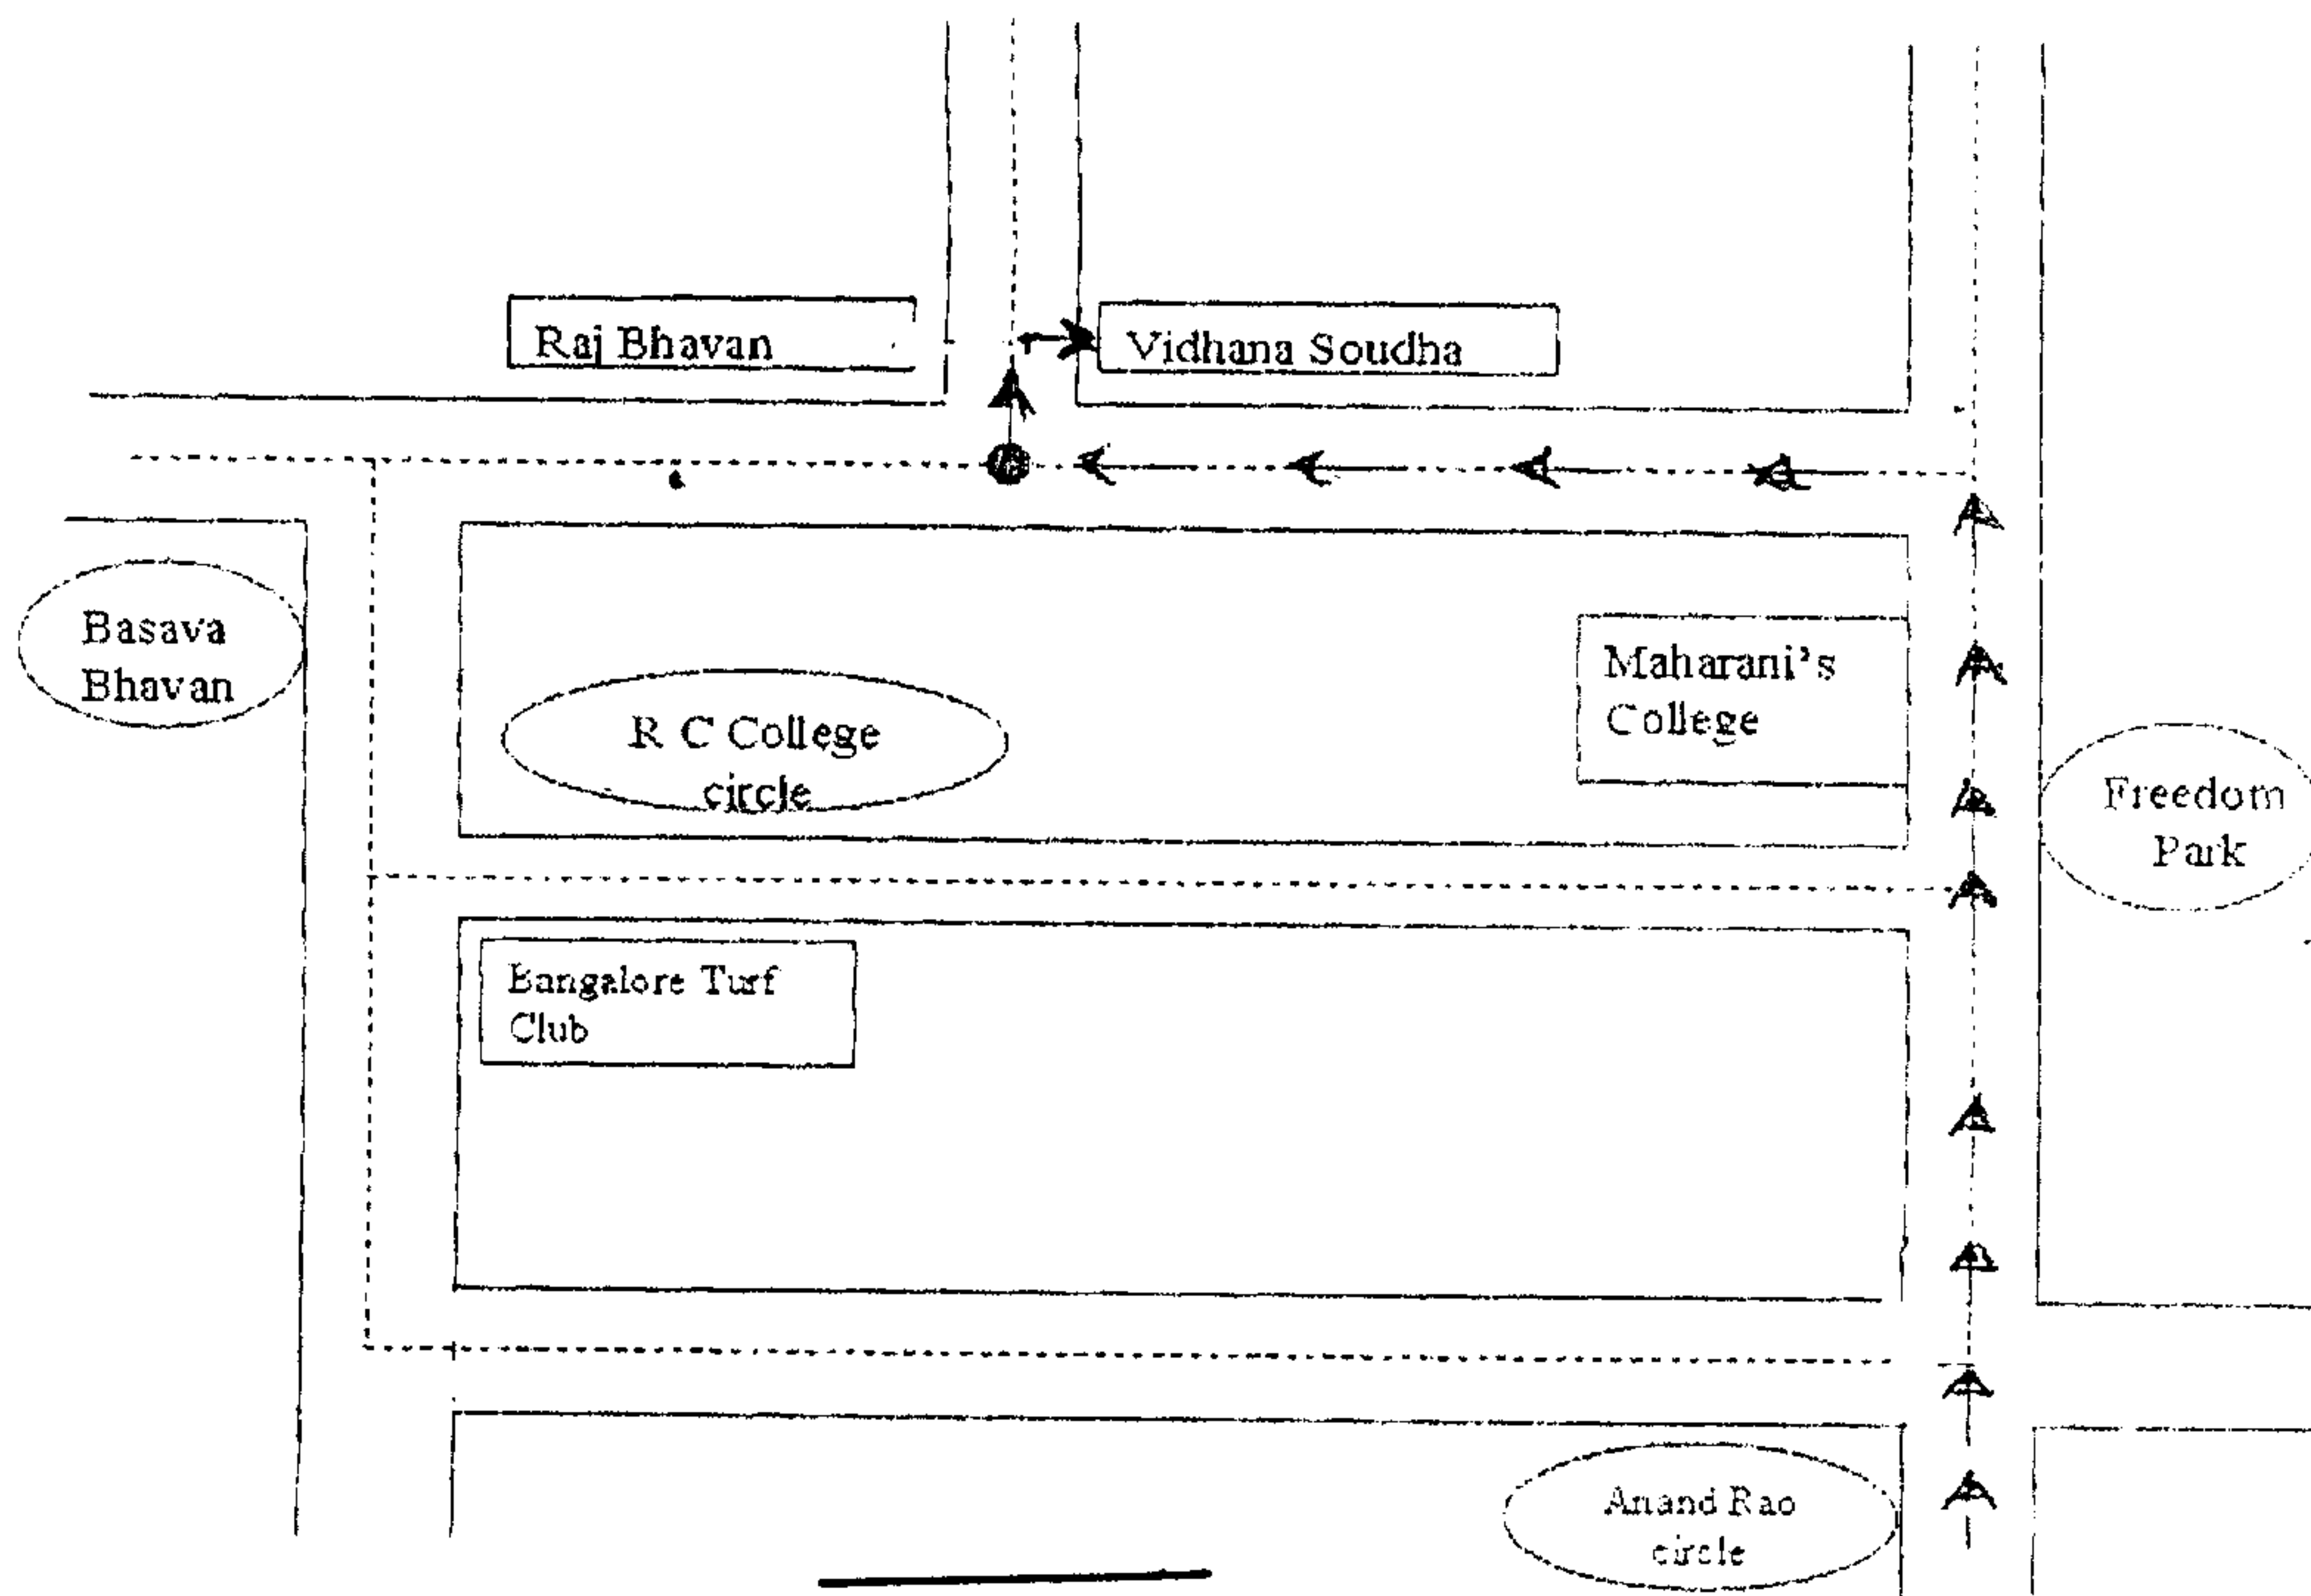 Raj Bhavan
Vidhana Soudha
Basava
Bhavan
R C College
circle
Maharani's
College
Freedom
Park
Bangalore Turf
Club
Anand Rao
circle